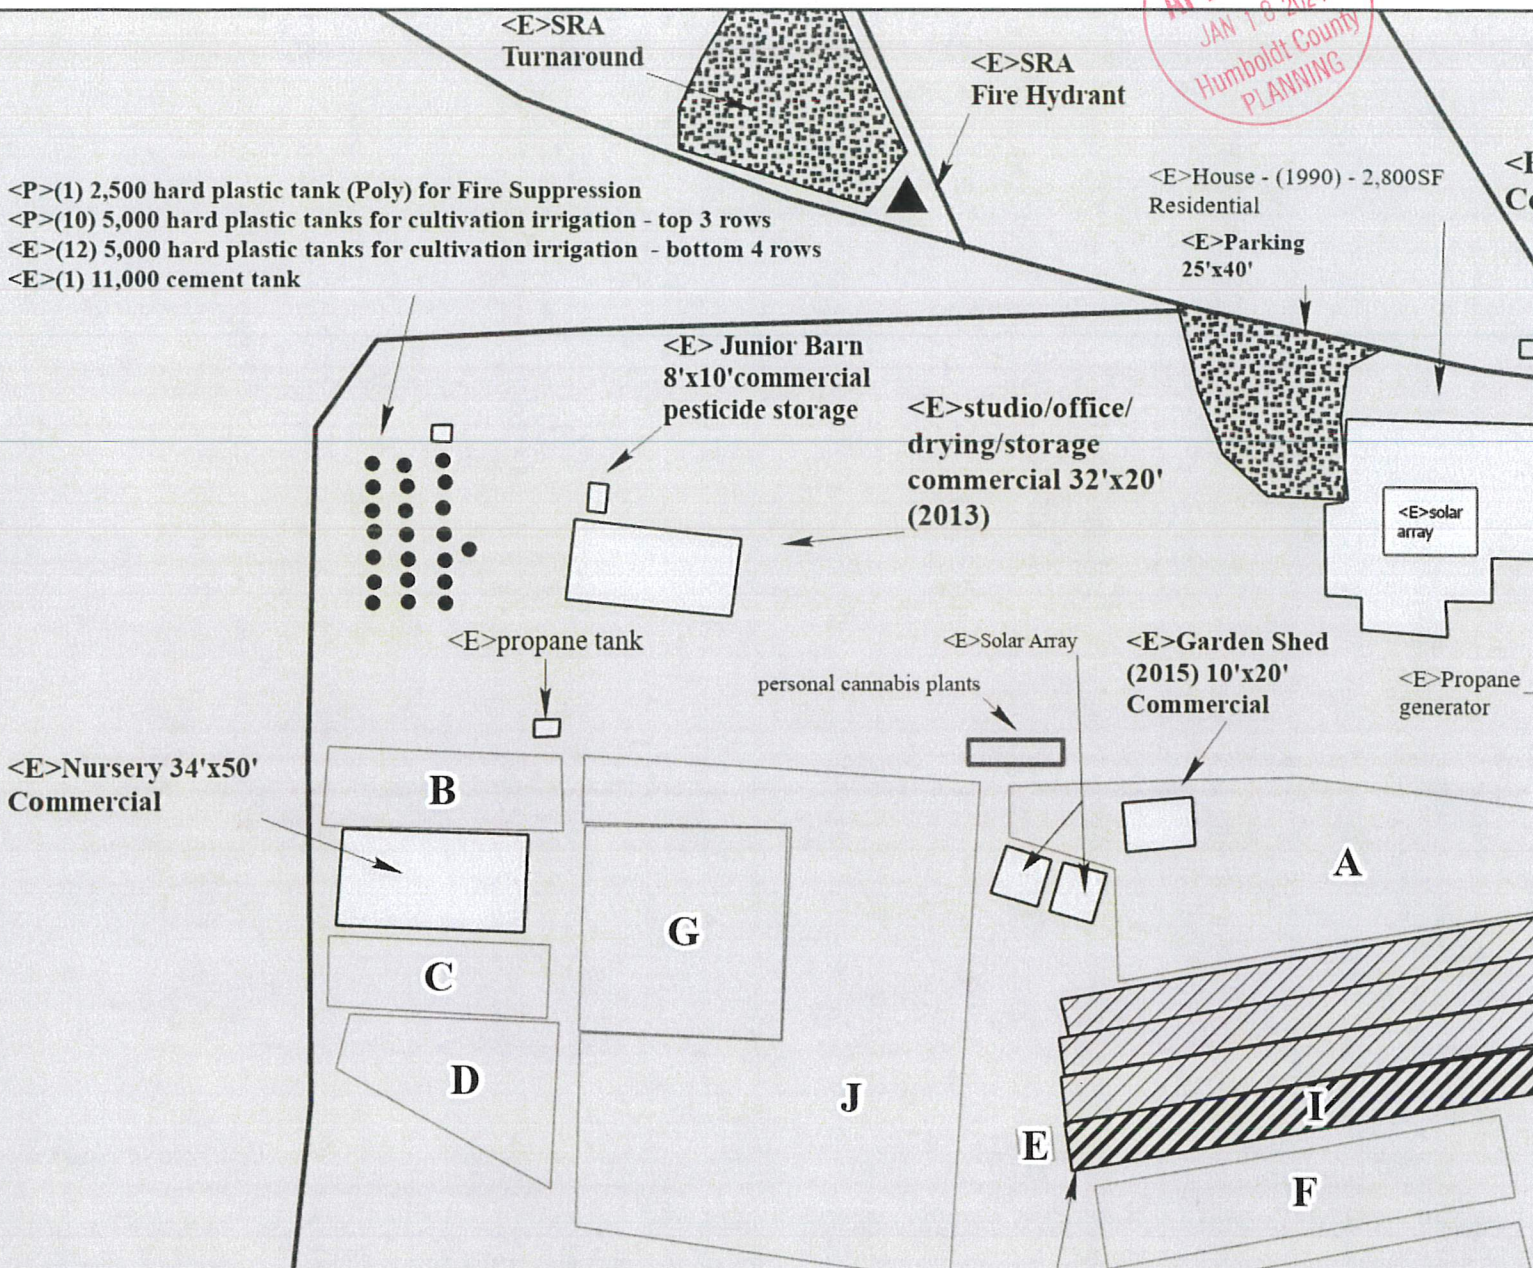 <E>SRA
Turnaround
<E>SRA
Fire Hydrant
JAN 18
Humboldt County
PLANNING
<P>(1) 2,500 hard plastic tank (Poly) for Fire Suppression
<P>(10) 5,000 hard plastic tanks for cultivation irrigation - top 3 rows
<E>(12) 5,000 hard plastic tanks for cultivation irrigation - bottom 4 rows
<E>(1) 11,000 cement tank
<E>House - (1990) - 2,800SF
Residential
<E>Parking
25'x40'
<E> Junior Barn
8'x10'commercial
pesticide storage
<E>studio/office/
drying/storage
commercial 32'x20'
(2013)
<E>solar
array
<E>propane tank
<E>Solar Array
<E>Garden Shed
(2015) 10'x20'
Commercial
personal cannabis plants
<E>Propane
generator
<E>Nursery 34'x50'
Commercial
B
A
G
C
D
J
I
E
F